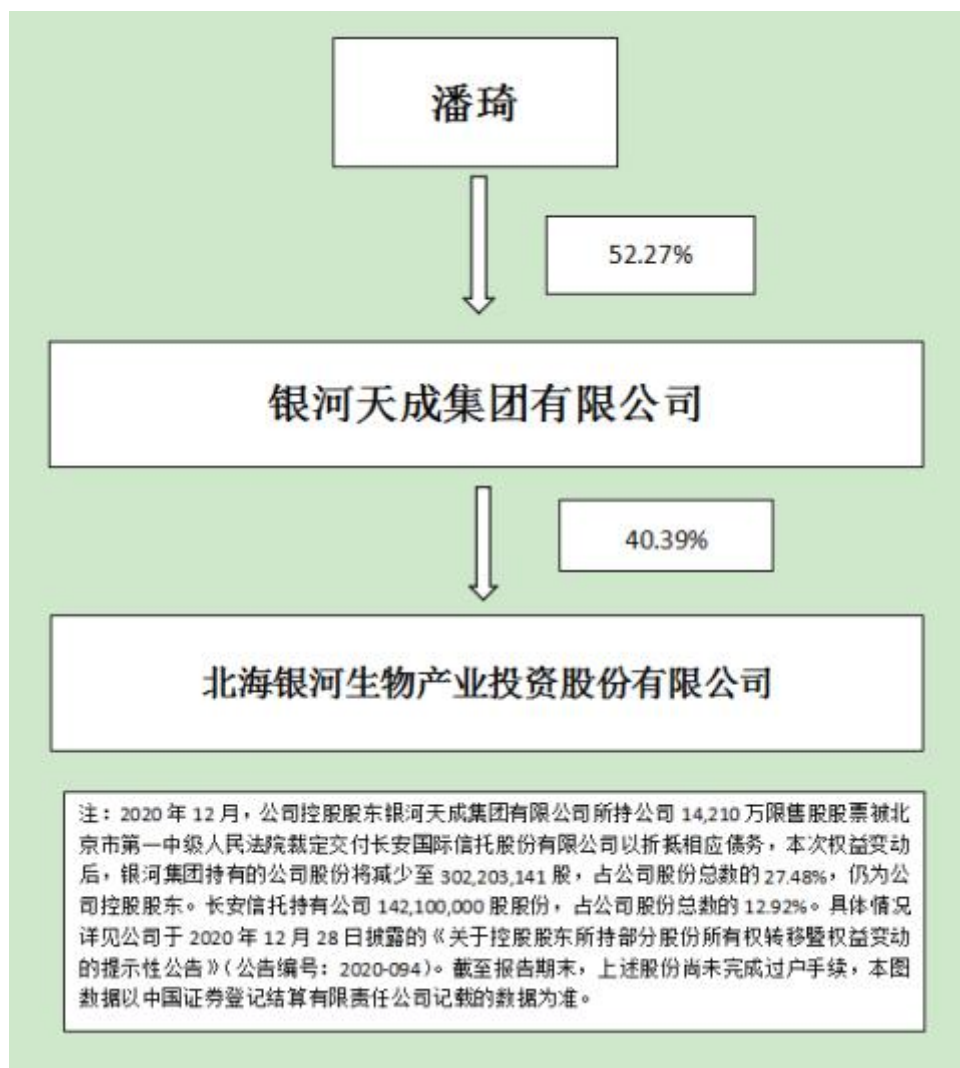 潘琦
52.27%
银河天成集团有限公司
40.39%
北海银河生物产业投资股份有限公司
注：2020 年 12 月，公司控股股东银河天成集团有限公司所持公司 14,210 万限售股股票被北
京市第一中级人民法院裁定交付长安国际信托股份有限公司以折抵相应债务，本次权益变动
后，银河集团持有的公司股份将减少至 302,203,141 股，占公司股份总数的 27.48%，仍为公
司控股股东。长安信托持有公司 142,100,000 股股份，占公司股份总数的 12.92%。具体情况
详见公司于 2020 年 12 月 28 日披露的《关于控股股东所持部分股份所有权转移暨权益变动
的提示性公告》（公告编号：2020-094）。截至报告期末，上述股份尚未完成过户手续，本图
数据以中国证券登记结算有限责任公司记载的数据为准。